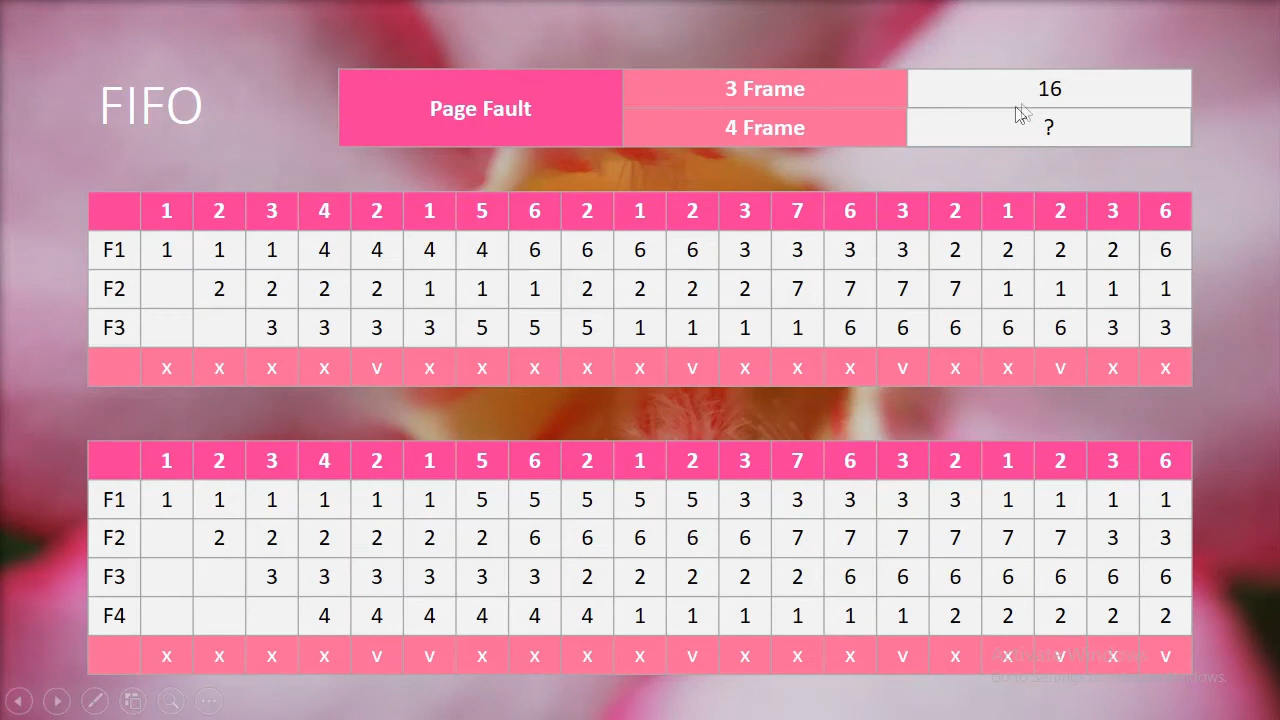 FIFO
Page Fault
3 Frame 16
4 Frame ?
1 2 3 4 2 1 5 6 2 1 2 3 7 6 3 2 1 2 3 6
F1 1 1 1 4 4 4 4 6 6 6 6 3 3 3 3 2 2 2 2 6
F2 2 2 2 2 1 1 1 2 2 2 2 7 7 7 7 1 1 1 1
F3 3 3 3 3 5 5 5 1 1 1 1 6 6 6 6 6 3 3
x x x x v x x x x x v x x x v x x v x x
1 2 3 4 2 1 5 6 2 1 2 3 7 6 3 2 1 2 3 6
F1 1 1 1 1 1 1 5 5 5 5 5 3 3 3 3 3 1 1 1 1
F2 2 2 2 2 2 2 6 6 6 6 6 7 7 7 7 7 7 3 3
F3 3 3 3 3 3 3 2 2 2 2 2 6 6 6 6 6 6 6
F4 4 4 4 4 4 4 1 1 1 1 1 1 2 2 2 2 2
x x x x v v x x x x v x x x v x x v x v
Activate Windows
Go to Settings to activate Windows.